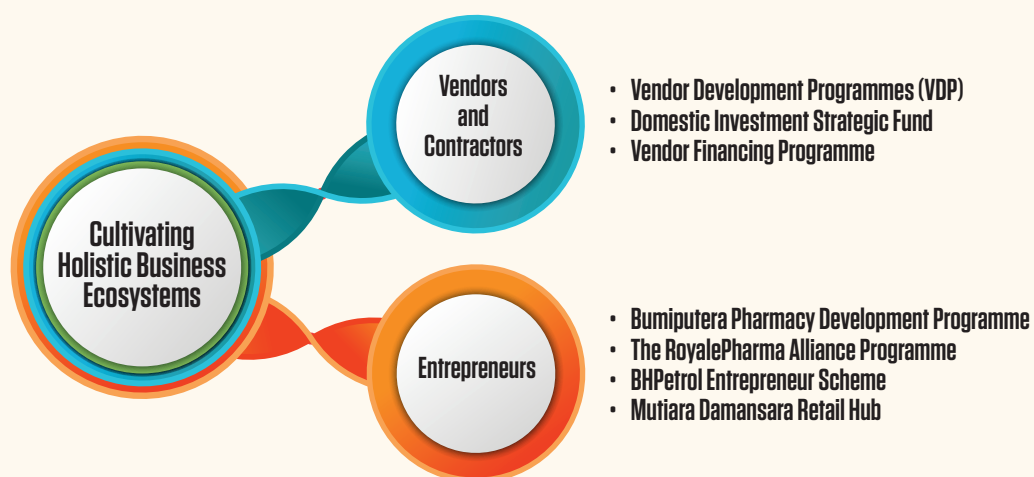 Cultivating
Holistic Business
Ecosystems
Vendors
and
Contractors
• Vendor Development Programmes (VDP)
• Domestic Investment Strategic Fund
• Vendor Financing Programme
Entrepreneurs
• Bumiputera Pharmacy Development Programme
• The RoyalePharma Alliance Programme
• BHPetrol Entrepreneur Scheme
• Mutiara Damansara Retail Hub